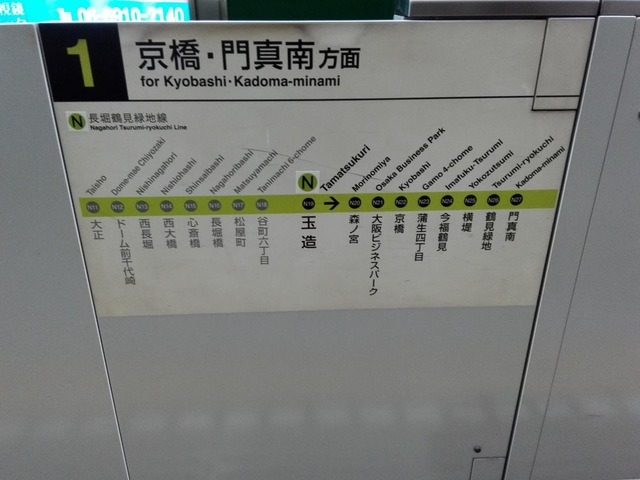 1
京橋・門真南方面
for Kyobashi・Kadoma-minami
N 長堀鶴見緑地線
Nagahori Tsurumi-ryokuchi Line
Taisho
Dome-mae Chiyozaki
Nishinagahori
Nishiohashi
Shinsaibashi
Nagahoribashi
Matsuyamachi
Tanimachi 6-chome
N
Tamatsukuri
Morinomiya
Osaka Business Park
Kyobashi
Gamo 4-chome
Imafuku-Tsurumi
Yokozutsumi
Tsurumi-ryokuchi
Kadoma-minami
N11 N12 N13 N14 N15 N16 N17 N18 N19 → N20 N21 N22 N23 N24 N25 N26 N27
大正
ドーム前千代崎
西長堀
西大橋
心斎橋
長堀橋
松屋町
谷町六丁目
玉造
森ノ宮
大阪ビジネスパーク
京橋
蒲生四丁目
今福鶴見
横堤
鶴見緑地
門真南